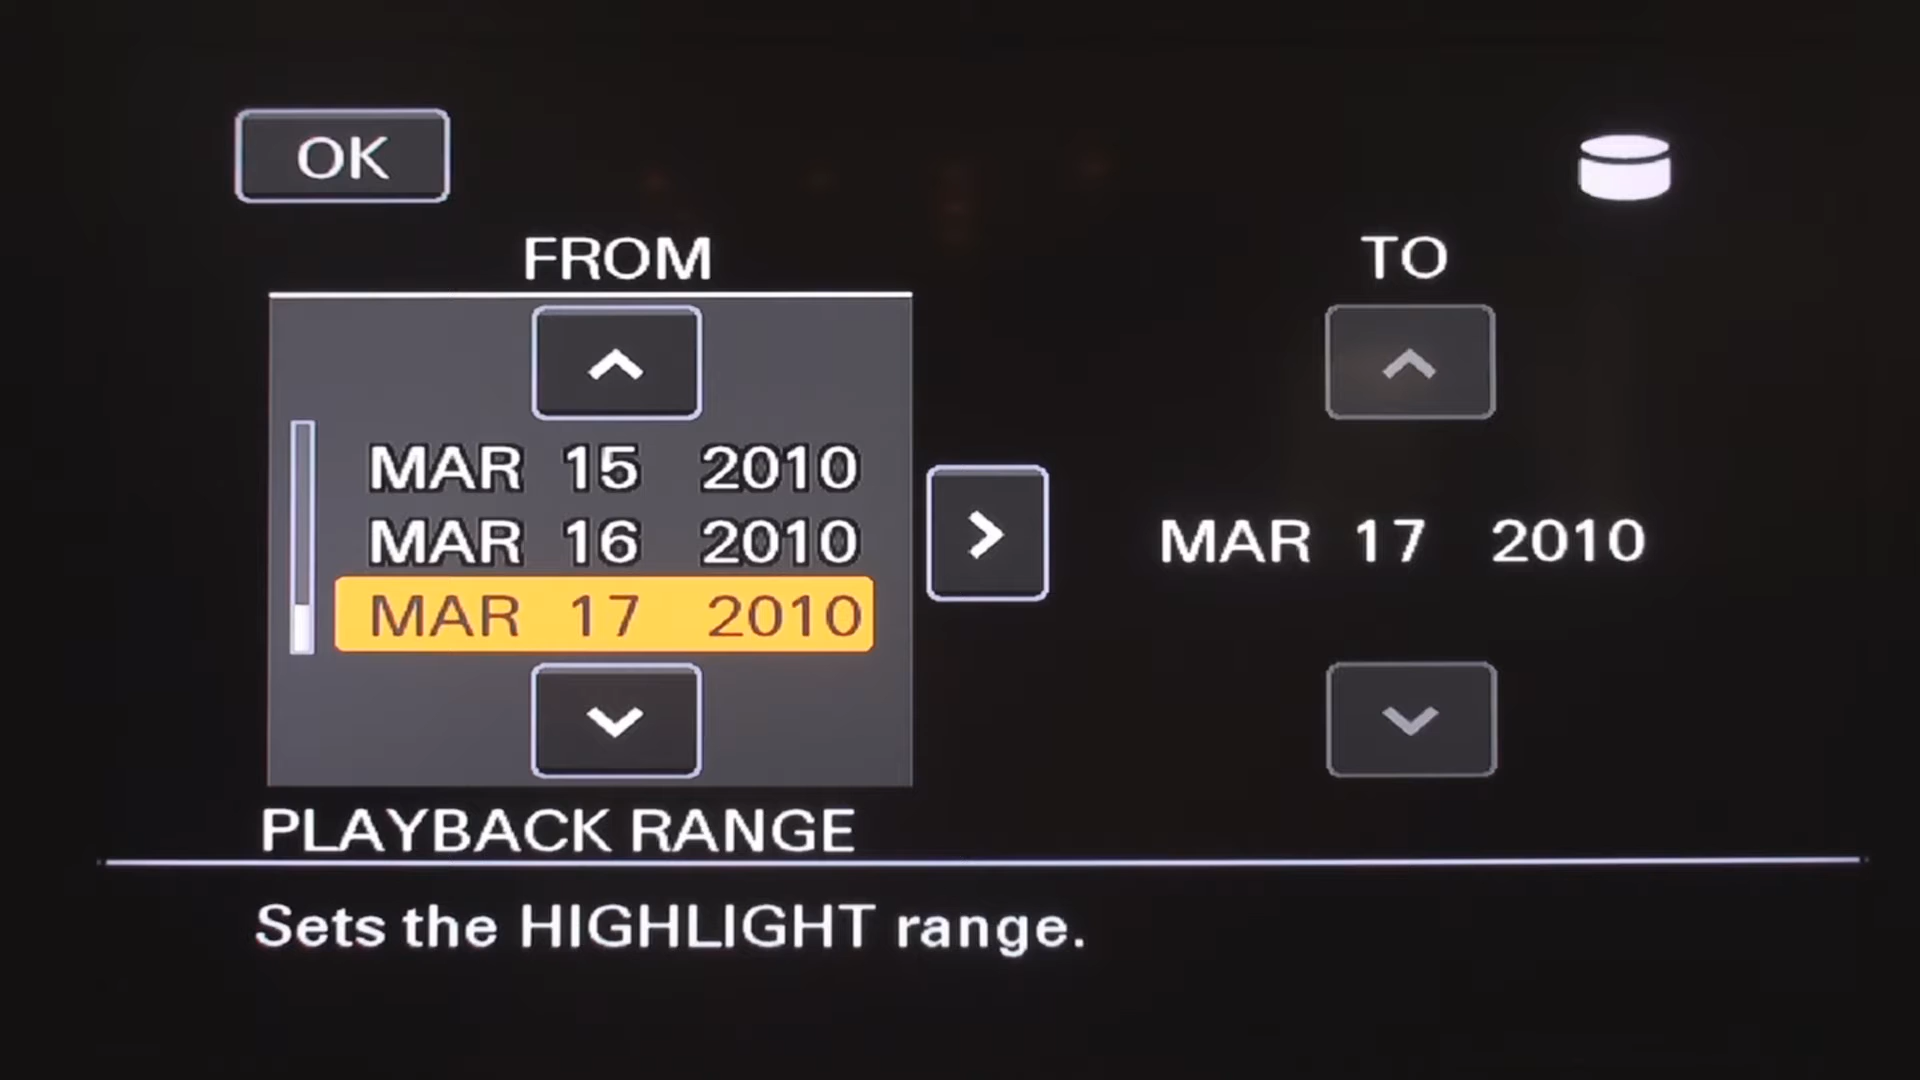 OK
FROM
TO
MAR 15 2010
MAR 16 2010
MAR 17 2010
MAR 17 2010
PLAYBACK RANGE
Sets the HIGHLIGHT range.